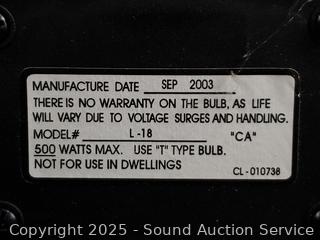 MANUFACTURE DATE SEP 2003
THERE IS NO WARRANTY ON THE BULB, AS LIFE
WILL VARY DUE TO VOLTAGE SURGES AND HANDLING.
MODEL# L-18 "CA"
500 WATTS MAX. USE "T" TYPE BULB.
NOT FOR USE IN DWELLINGS CL-010738
Copyright 2025 - Sound Auction Service